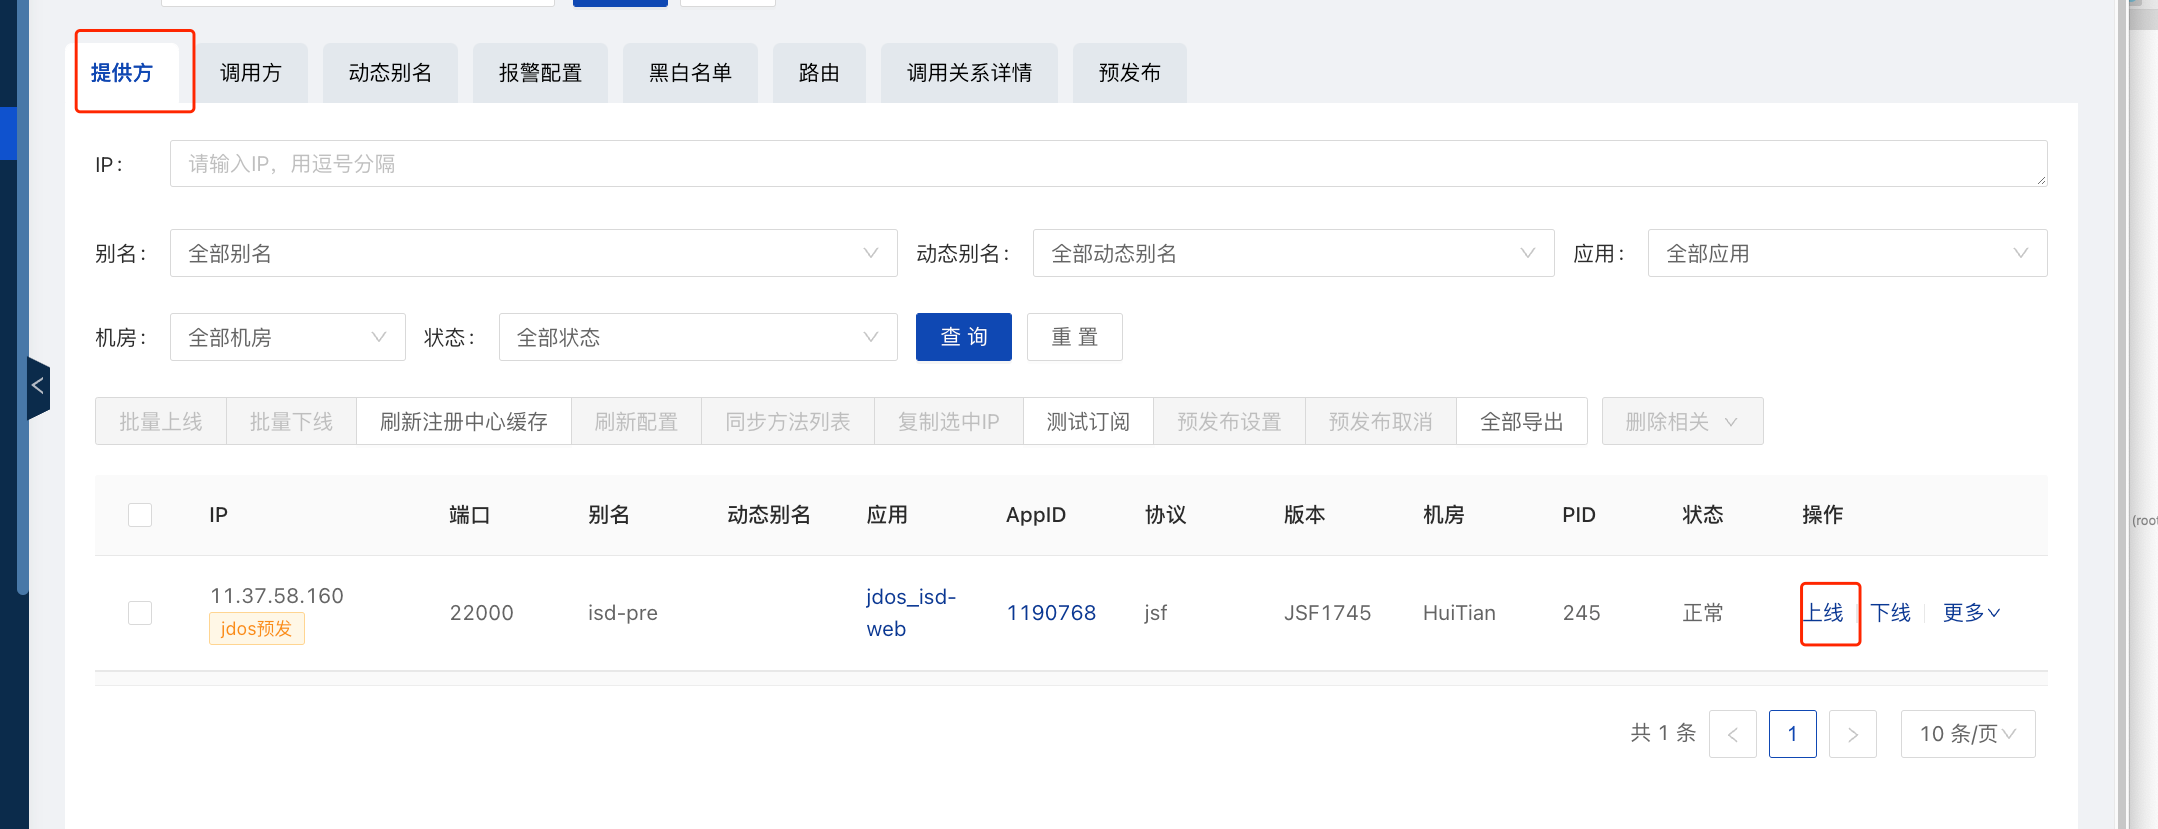 提供方 调用方 动态别名 报警配置 黑白名单 路由 调用关系详情 预发布
IP： 请输入IP，用逗号分隔
别名： 全部别名 动态别名： 全部动态别名 应用： 全部应用
机房： 全部机房 状态： 全部状态 查 询 重 置
批量上线 批量下线 刷新注册中心缓存 刷新配置 同步方法列表 复制选中IP 测试订阅 预发布设置 预发布取消 全部导出 删除相关
IP 端口 别名 动态别名 应用 AppID 协议 版本 机房 PID 状态 操作
11.37.58.160 22000 isd-pre jdos_isd- 1190768 jsf JSF1745 HuiTian 245 正常 上线 下线 更多
jdos预发 web
共 1 条 1 10 条/页
(root